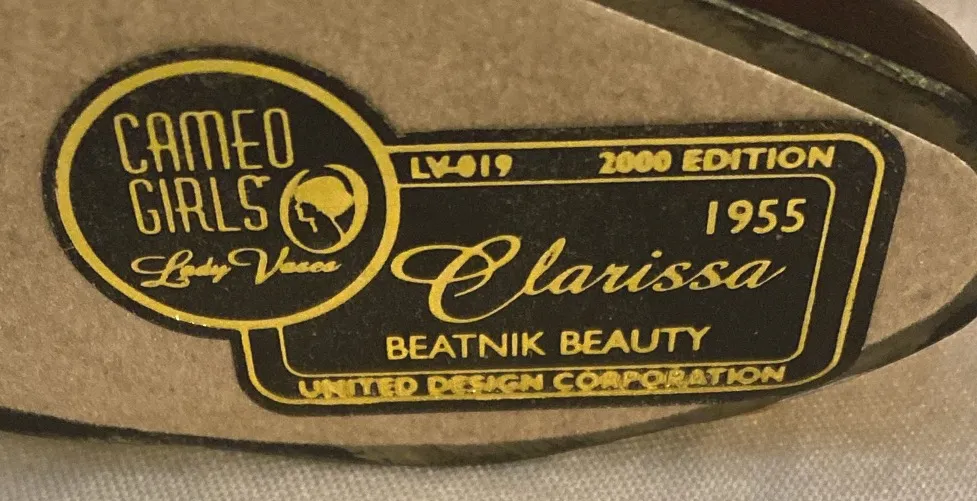 CAMEO
GIRLS
Lady Vases
LV-019 2000 EDITION
1955
Clarissa
BEATNIK BEAUTY
UNITED DESIGN CORPORATION